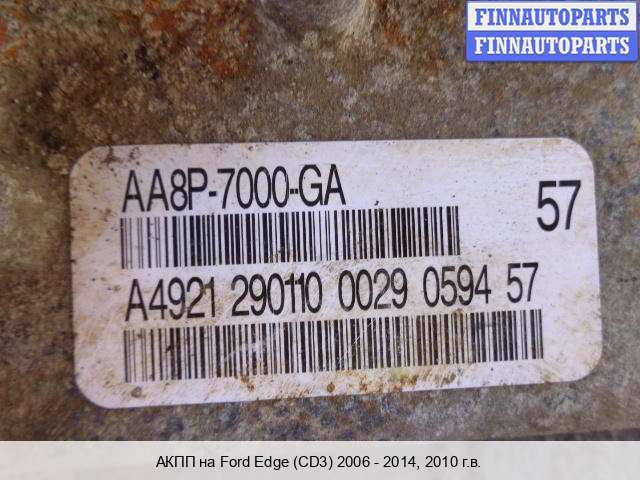 FINNAUTOPARTS
FINNAUTOPARTS
AA8P-7000-GA
57
A4921 290110 0029 0594 57
АКПП на Ford Edge (CD3) 2006 - 2014, 2010 г.в.